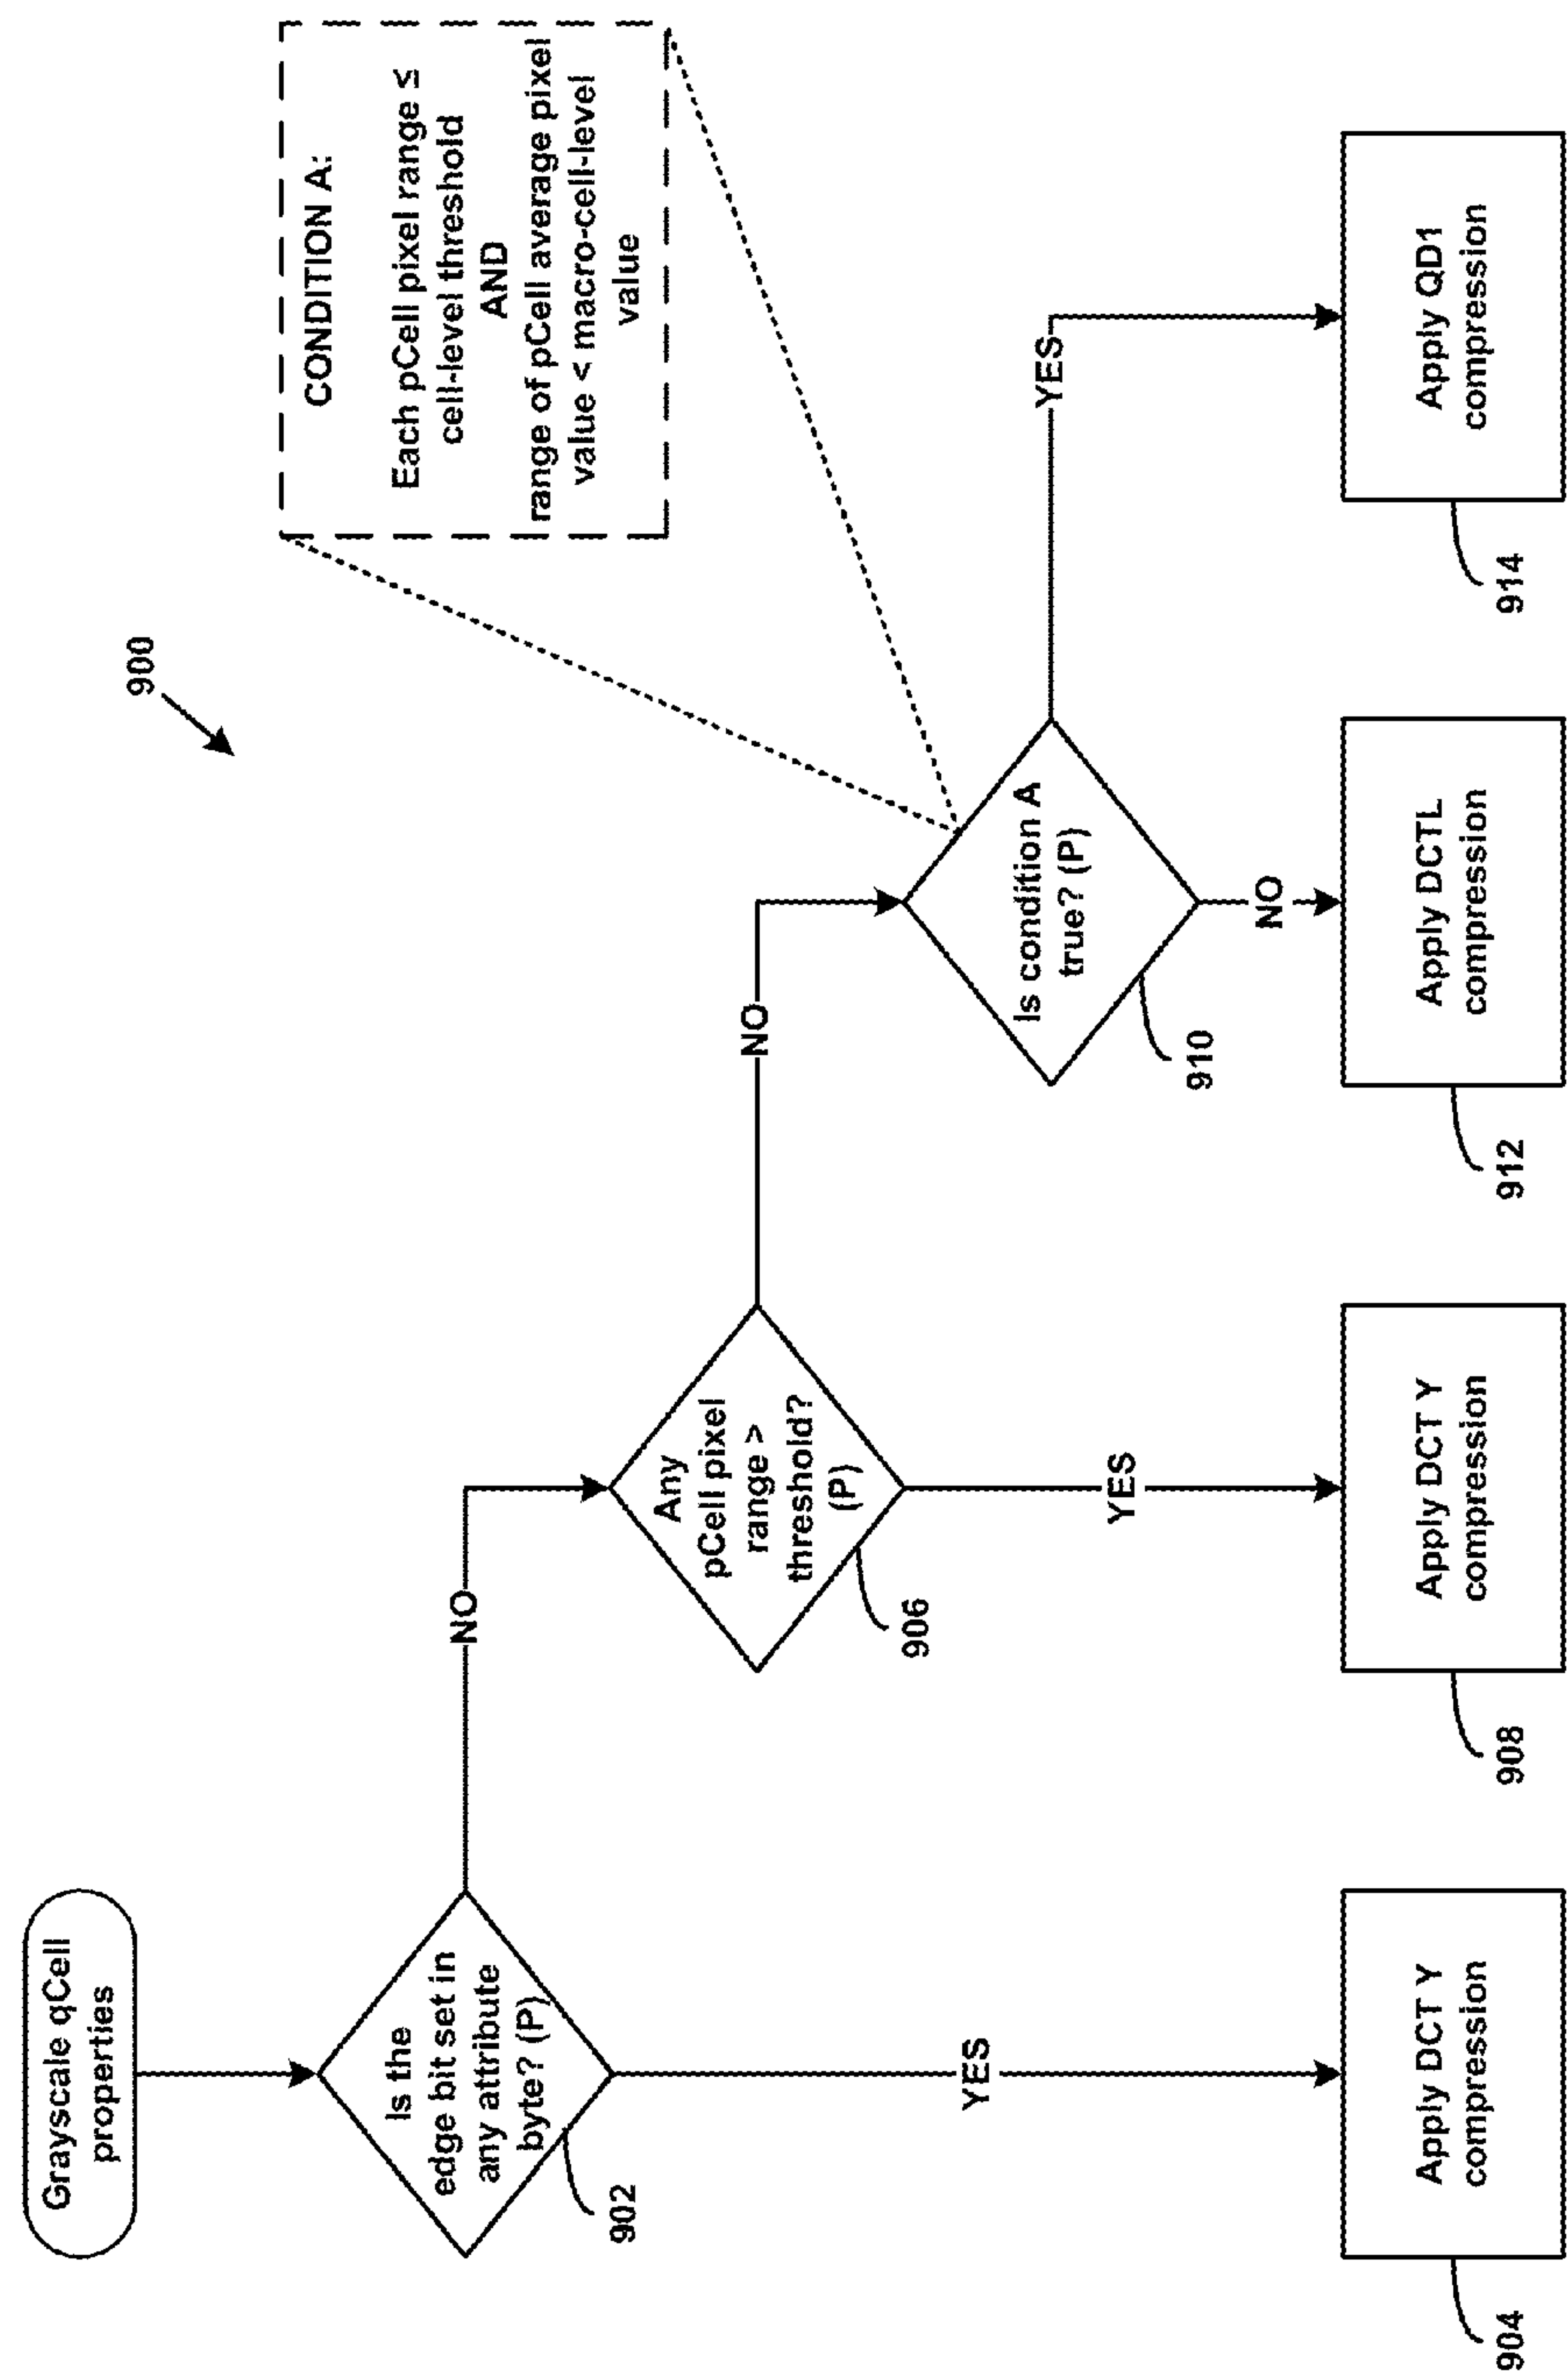 900
Grayscale qCell
properties
Is the
edge bit set in
any attribute
byte? (P)
902
NO
YES
Any
pCell pixel
range >
threshold?
(P)
906
NO
YES
CONDITION A:
Each pCell pixel range ≤
cell-level threshold
AND
range of pCell average pixel
value < macro-cell-level
value
Is condition A
true? (P)
910
YES
NO
Apply DCT Y
compression
904
Apply DCT Y
compression
908
Apply DCTL
compression
912
Apply QD1
compression
914